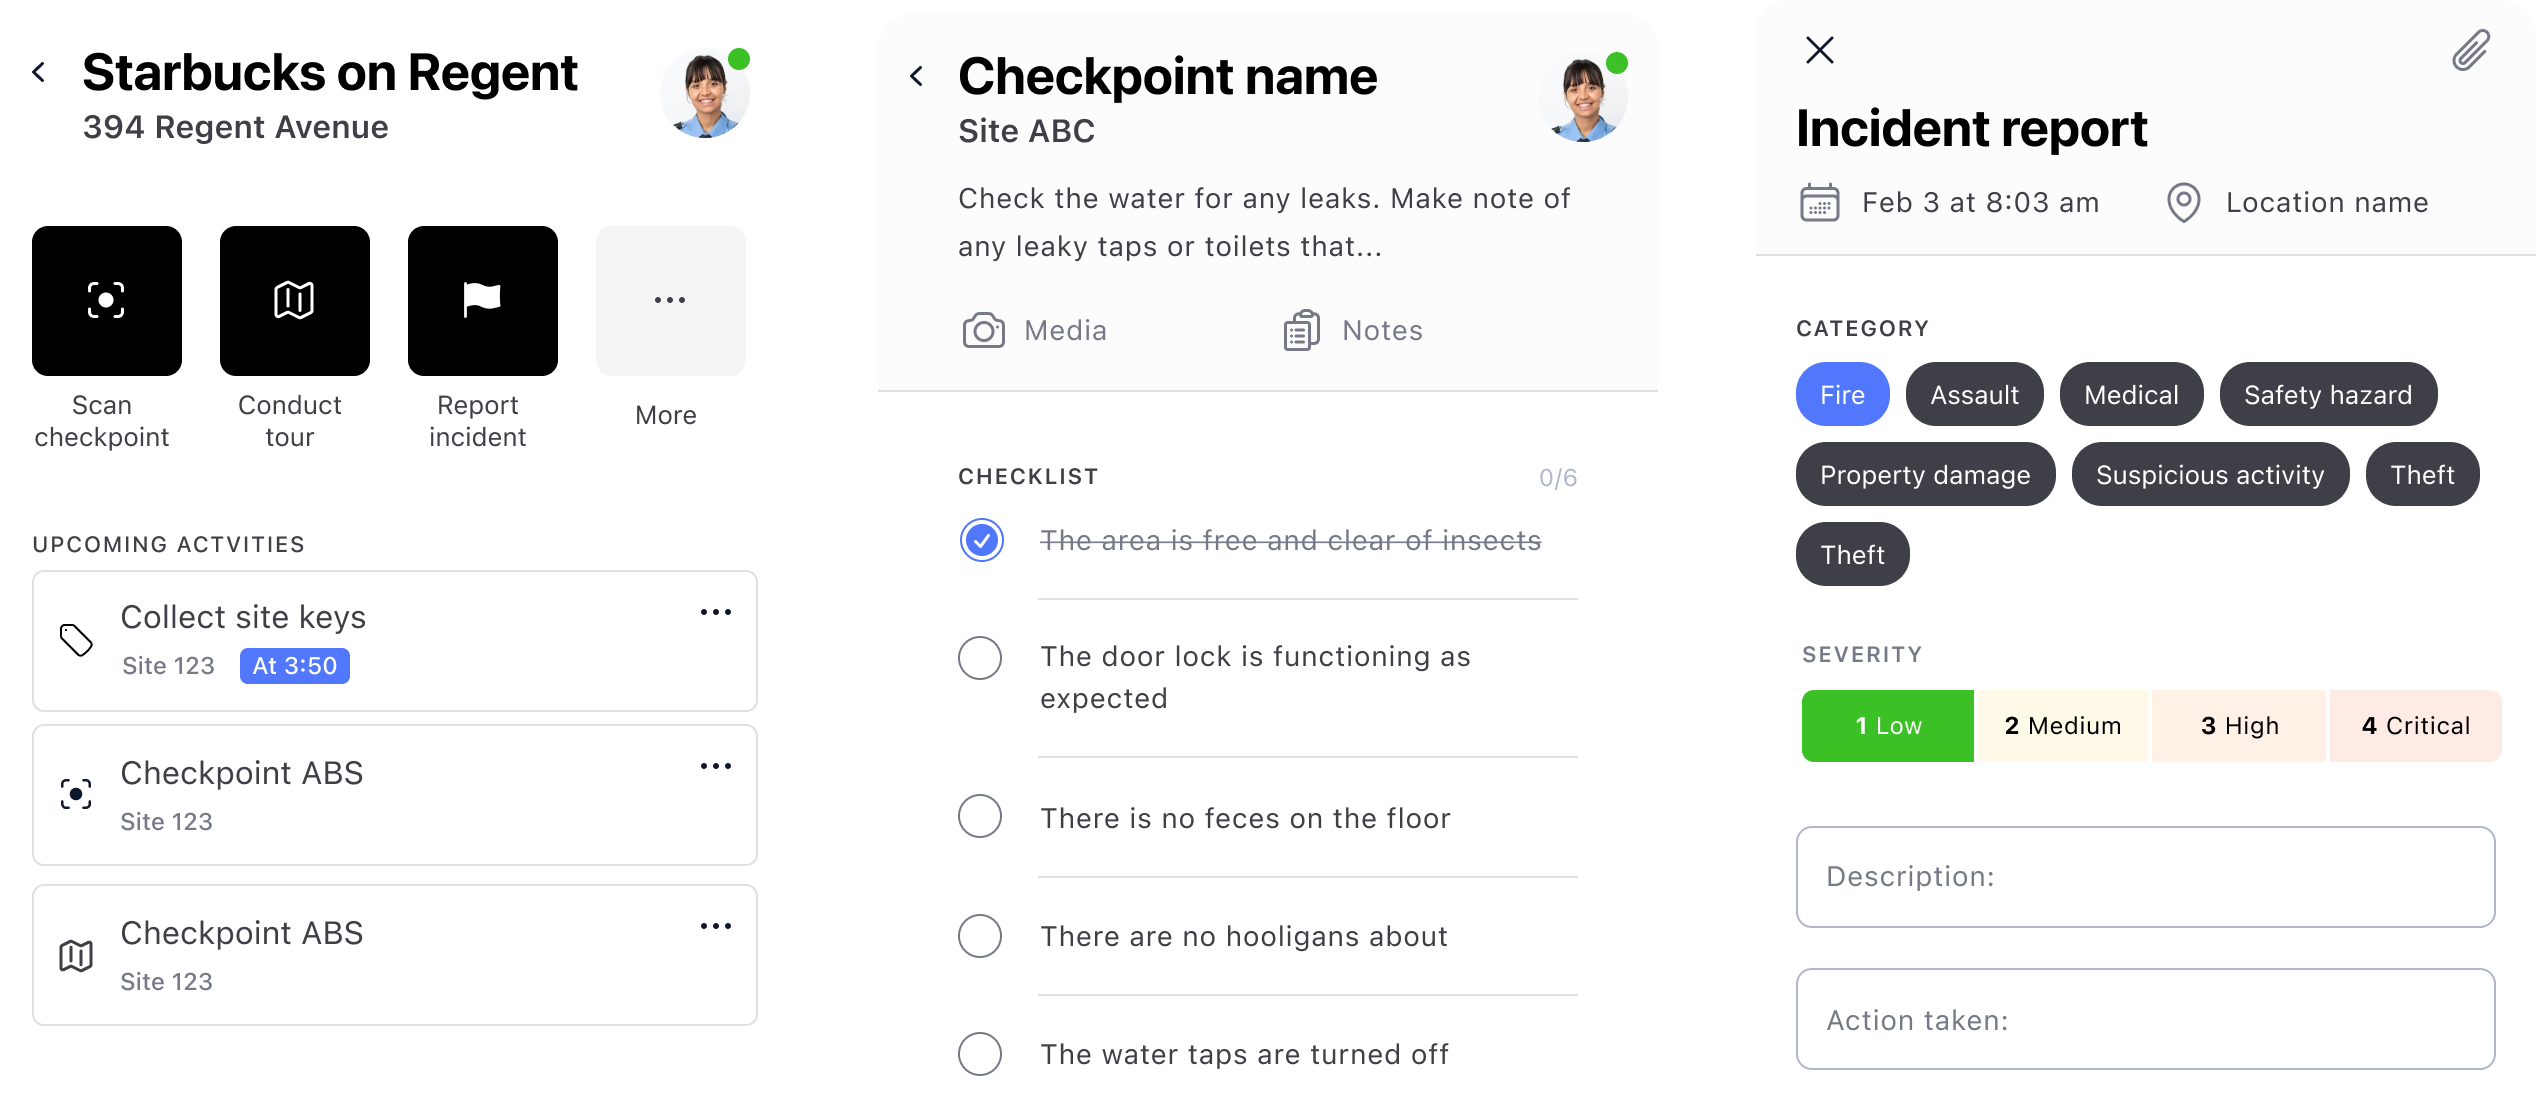 Starbucks on Regent
394 Regent Avenue
Scan
checkpoint
Conduct
tour
Report
incident
More
UPCOMING ACTVITIES
Collect site keys
Site 123
At 3:50
Checkpoint ABS
Site 123
Checkpoint ABS
Site 123
Checkpoint name
Site ABC
Check the water for any leaks. Make note of
any leaky taps or toilets that...
Media
Notes
CHECKLIST
0/6
The area is free and clear of insects
The door lock is functioning as
expected
There is no feces on the floor
There are no hooligans about
The water taps are turned off
Incident report
Feb 3 at 8:03 am
Location name
CATEGORY
Fire
Assault
Medical
Safety hazard
Property damage
Suspicious activity
Theft
Theft
SEVERITY
1 Low
2 Medium
3 High
4 Critical
Description:
Action taken: